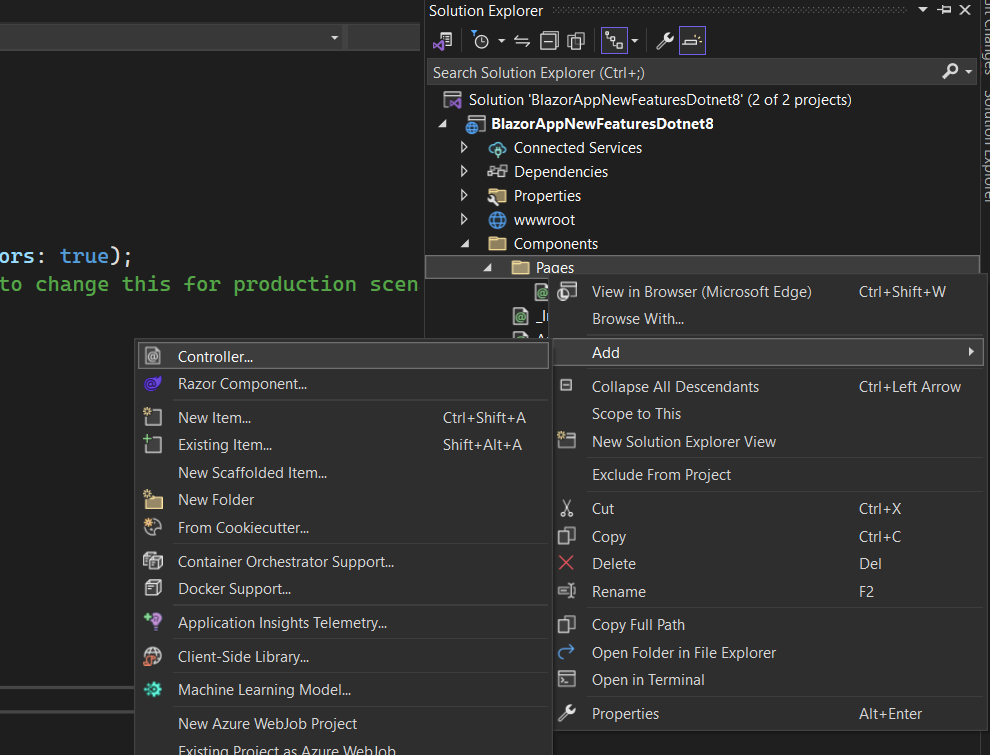 Solution Explorer
Search Solution Explorer (Ctrl+;)
Solution 'BlazorAppNewFeaturesDotnet8' (2 of 2 projects)
BlazorAppNewFeaturesDotnet8
Connected Services
Dependencies
Properties
wwwroot
Components
Pages
ors: true);
to change this for production scen
View in Browser (Microsoft Edge) Ctrl+Shift+W
Browse With...
Add
Collapse All Descendants Ctrl+Left Arrow
Scope to This
New Solution Explorer View
Exclude From Project
Cut Ctrl+X
Copy Ctrl+C
Delete Del
Rename F2
Copy Full Path
Open Folder in File Explorer
Open in Terminal
Properties Alt+Enter
Controller...
Razor Component...
New Item... Ctrl+Shift+A
Existing Item... Shift+Alt+A
New Scaffolded Item...
New Folder
From Cookiecutter...
Container Orchestrator Support...
Docker Support...
Application Insights Telemetry...
Client-Side Library...
Machine Learning Model...
New Azure WebJob Project
Existing Project as Azure WebJob
Solution Explorer